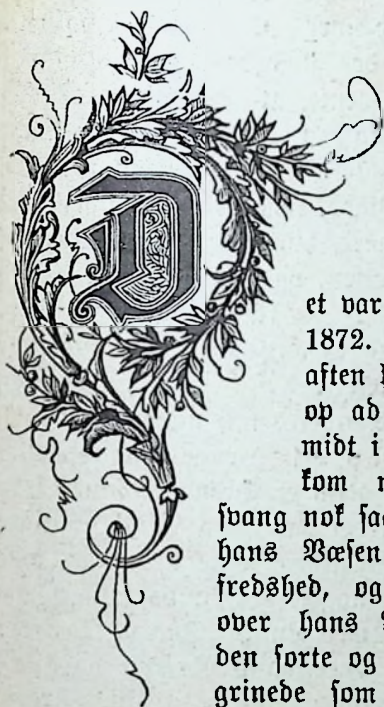 D
et var
1872.
aften
op ad
midt i
kom
svang nok
hans Væsen
fredshed, og
over hans
den sorte og
grinede som